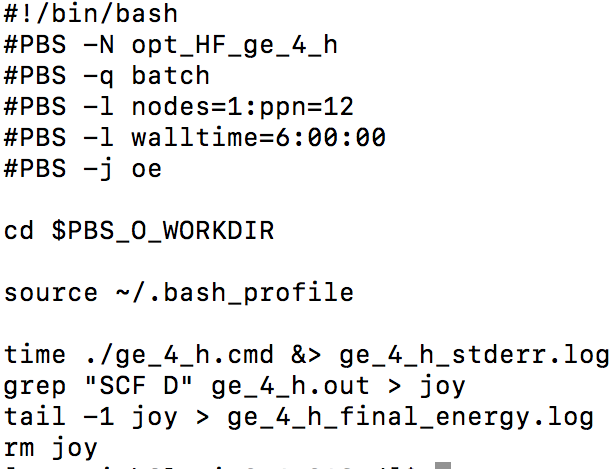 #!/bin/bash
#PBS -N opt_HF_ge_4_h
#PBS -q batch
#PBS -l nodes=1:ppn=12
#PBS -l walltime=6:00:00
#PBS -j oe
cd $PBS_O_WORKDIR
source ~/.bash_profile
time ./ge_4_h.cmd &> ge_4_h_stderr.log
grep "SCF D" ge_4_h.out > joy
tail -1 joy > ge_4_h_final_energy.log
rm joy